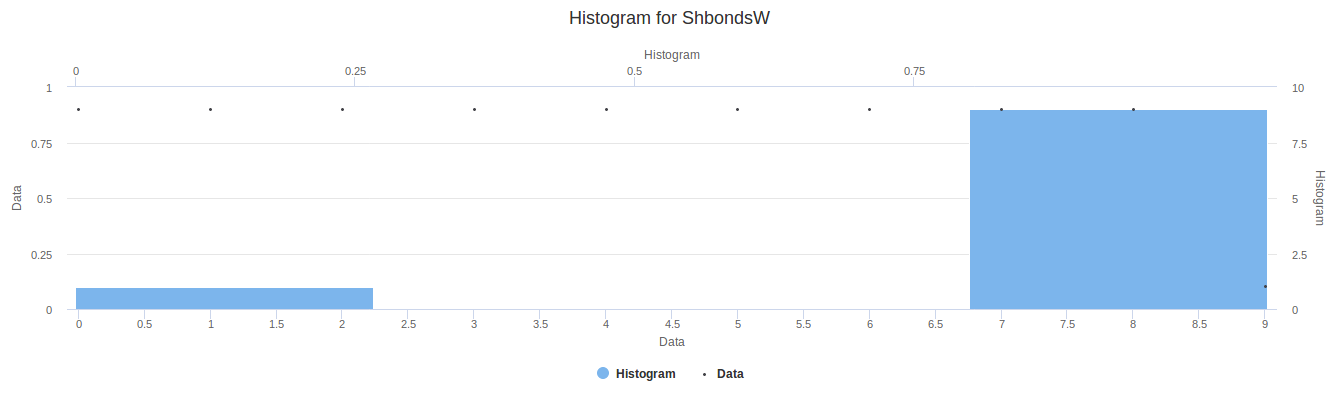 Histogram for ShbondsW
Histogram
0 0.25 0.5 0.75
1 10
0.75 7.5
Data 0.5 5 Histogram
0.25 2.5
0 0
0 0.5 1 1.5 2 2.5 3 3.5 4 4.5 5 5.5 6 6.5 7 7.5 8 8.5 9
Data
Histogram Data